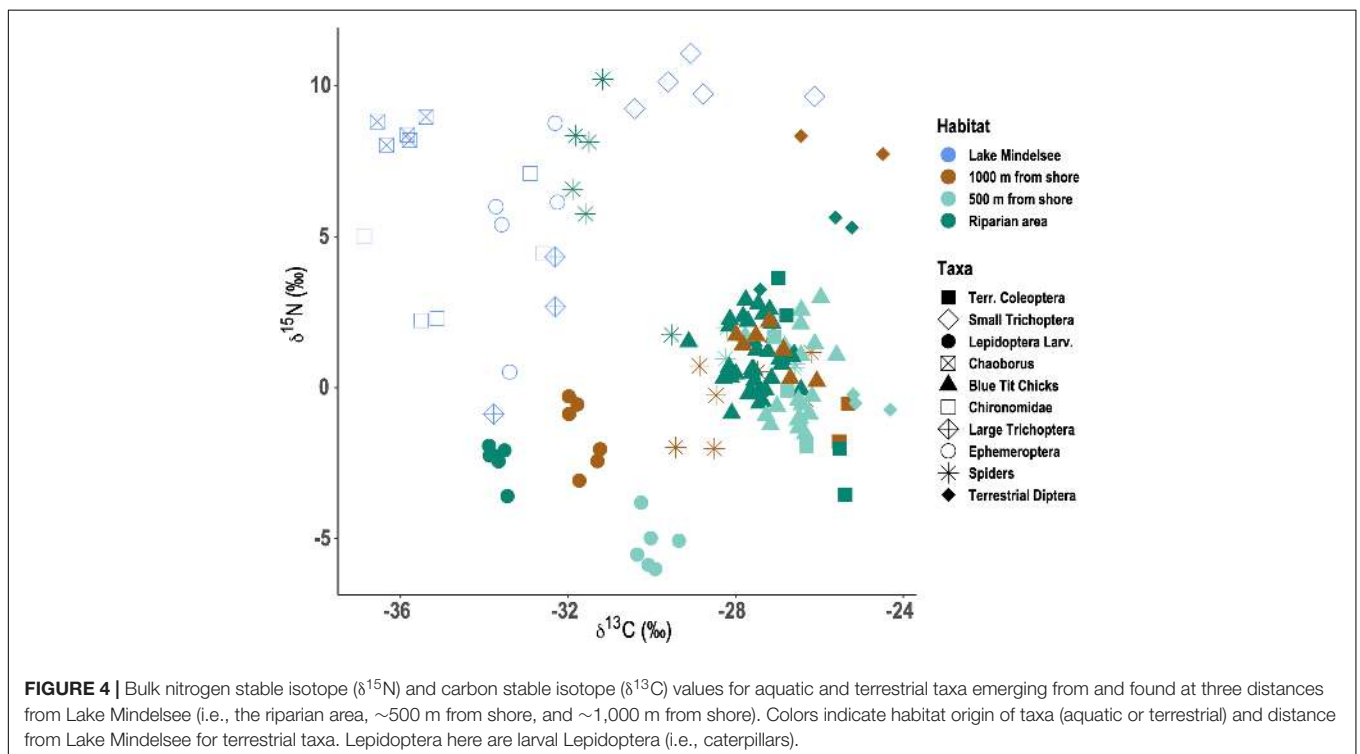 10
5
0
-5
δ15N (‰)
-36
-32
-28
-24
δ13C (‰)
Habitat
Lake Mindelsee
1000 m from shore
500 m from shore
Riparian area
Taxa
Terr. Coleoptera
Small Trichoptera
Lepidoptera Larv.
Chaoborus
Blue Tit Chicks
Chironomidae
Large Trichoptera
Ephemeroptera
Spiders
Terrestrial Diptera
FIGURE 4 | Bulk nitrogen stable isotope (δ15N) and carbon stable isotope (δ13C) values for aquatic and terrestrial taxa emerging from and found at three distances
from Lake Mindelsee (i.e., the riparian area, ∼500 m from shore, and ∼1,000 m from shore). Colors indicate habitat origin of taxa (aquatic or terrestrial) and distance
from Lake Mindelsee for terrestrial taxa. Lepidoptera here are larval Lepidoptera (i.e., caterpillars).